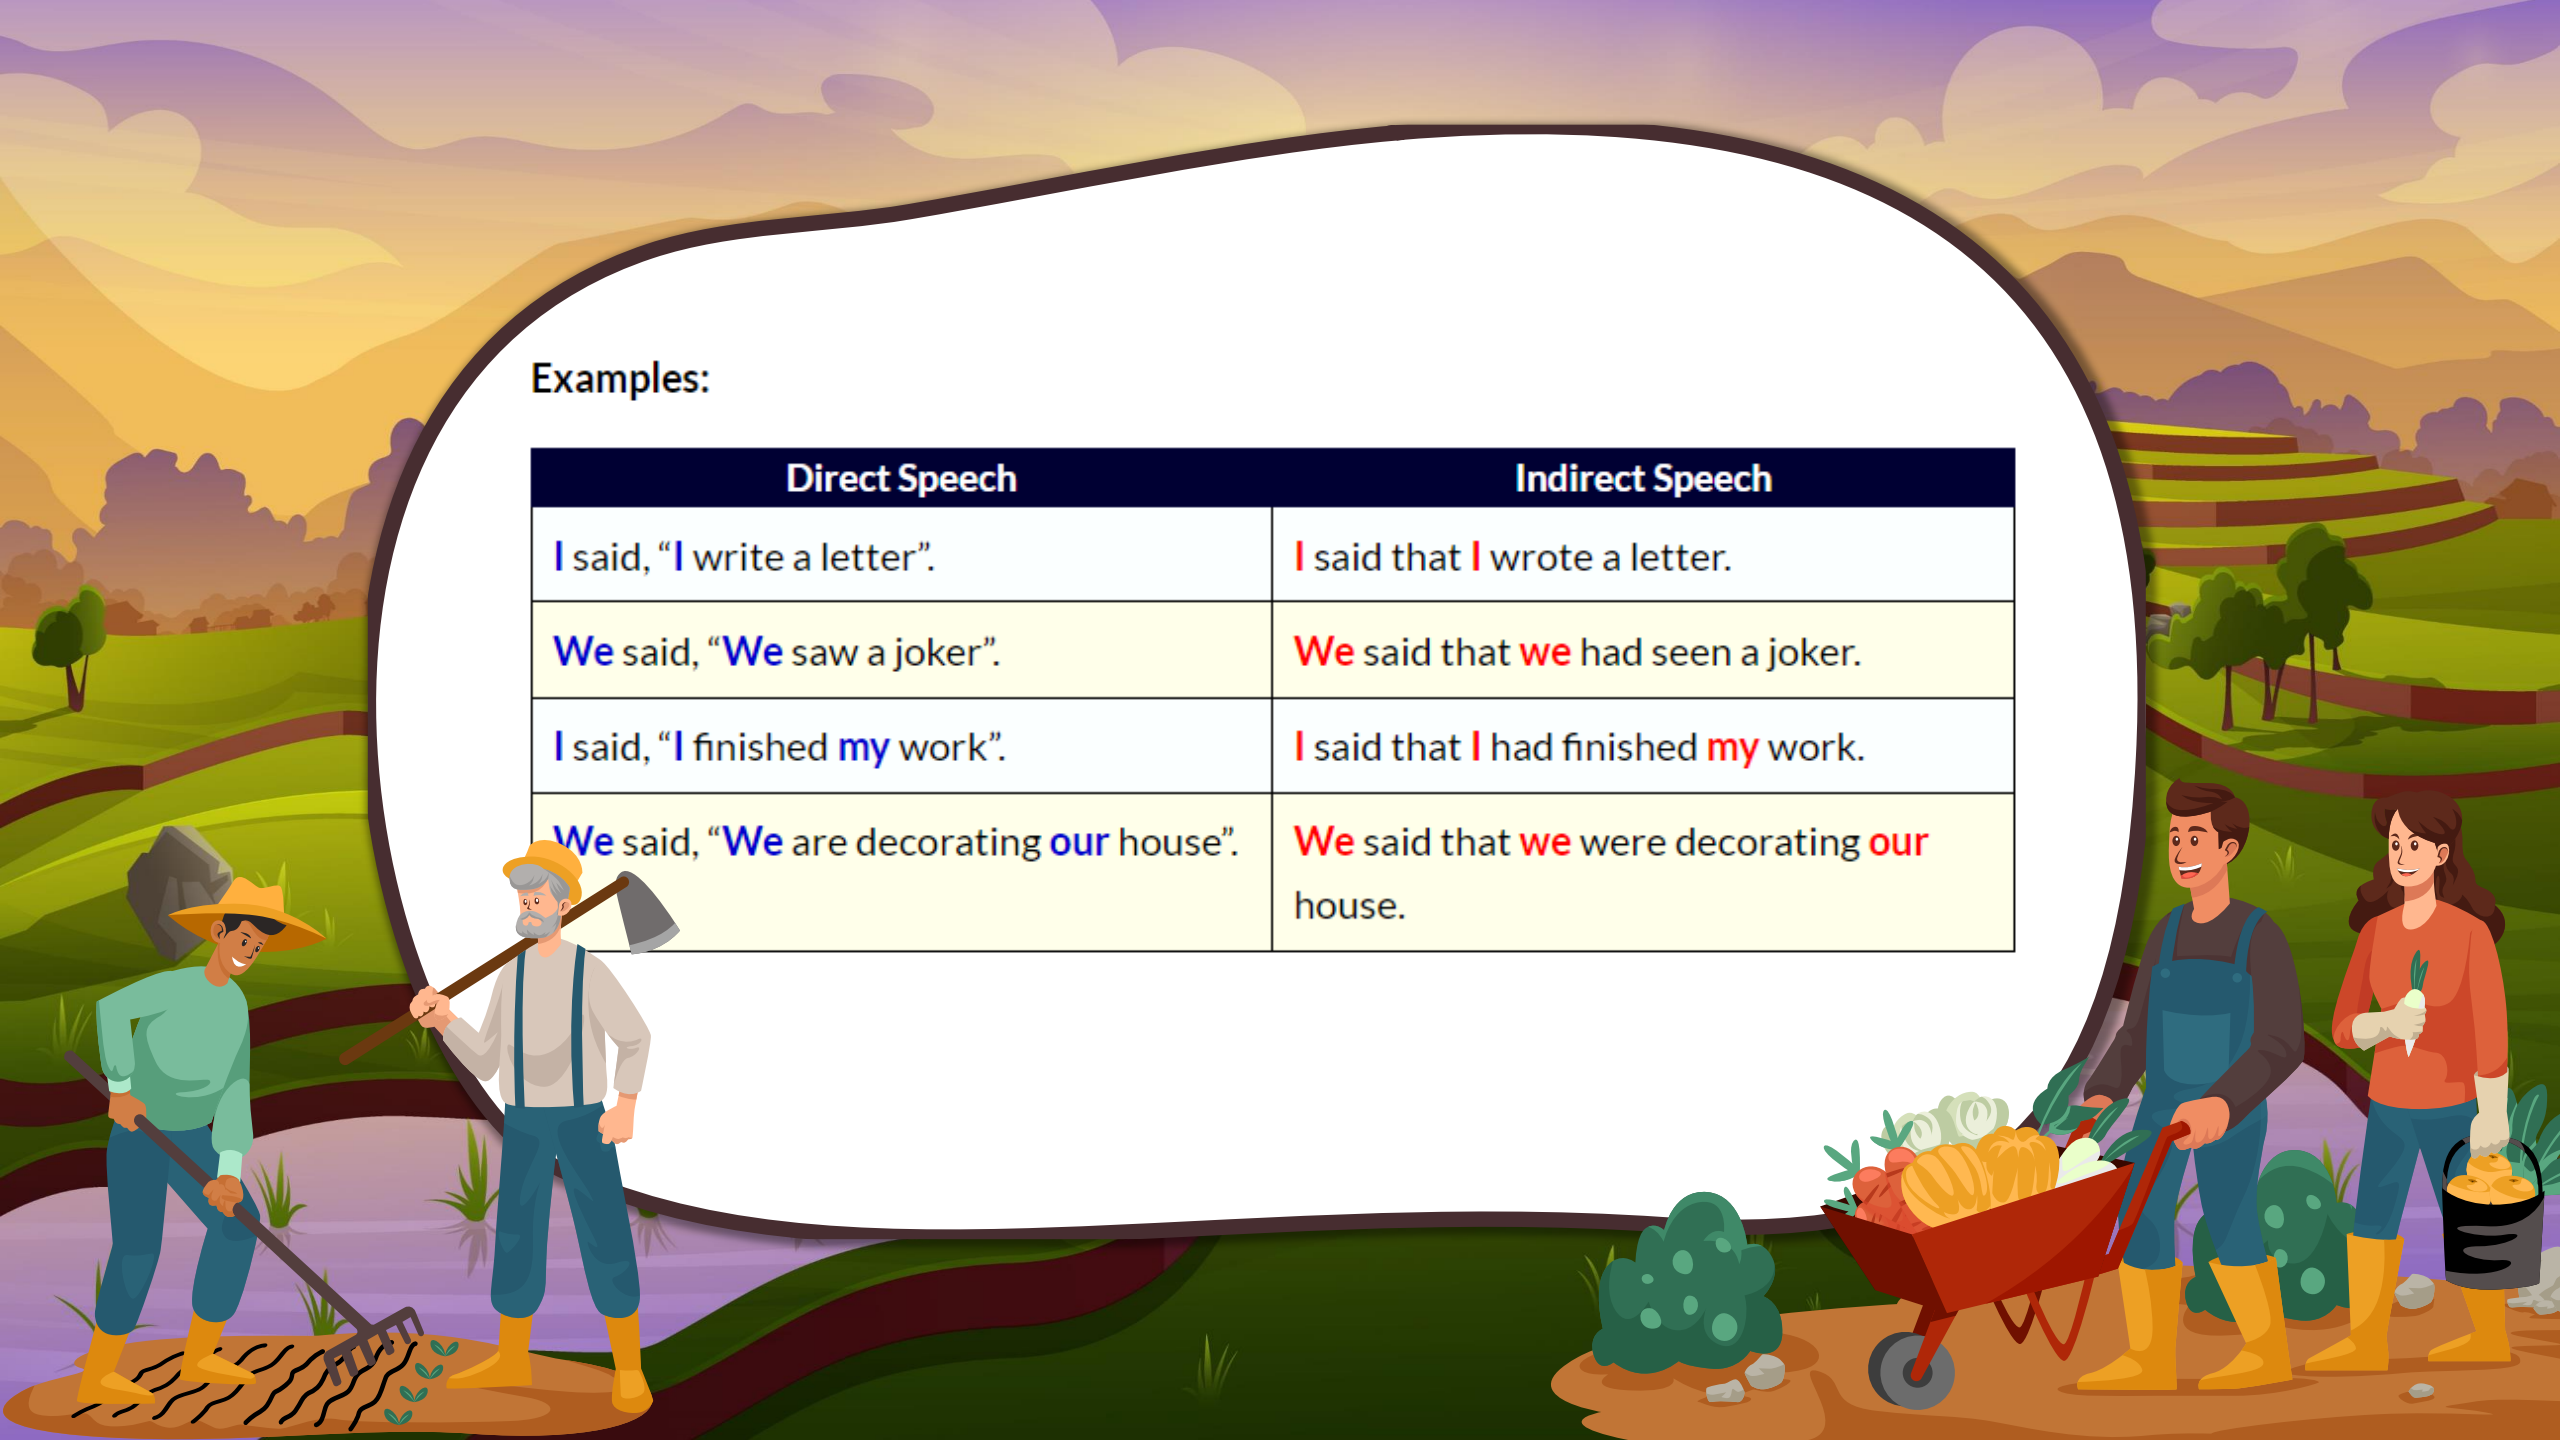 Examples:
Direct Speech Indirect Speech
I said, “I write a letter”. I said that I wrote a letter.
We said, “We saw a joker”. We said that we had seen a joker.
I said, “I finished my work”. I said that I had finished my work.
We said, “We are decorating our house”. We said that we were decorating our
house.